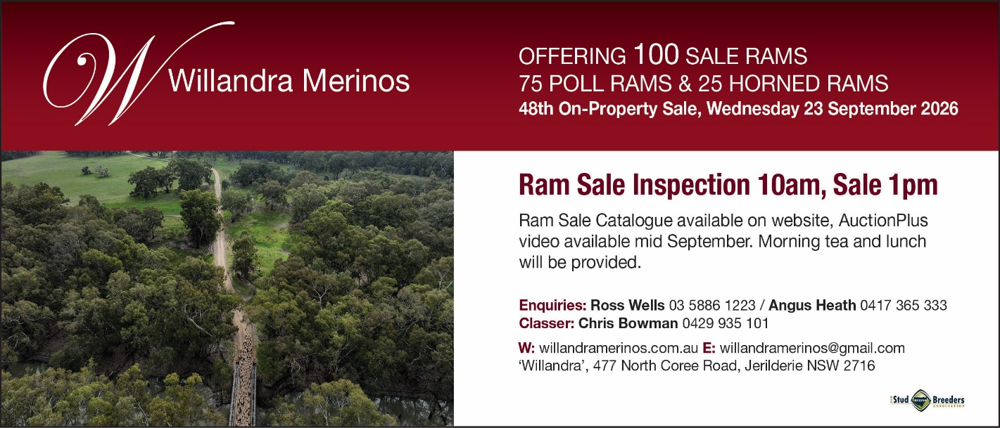 W Willandra Merinos
OFFERING 100 SALE RAMS
75 POLL RAMS & 25 HORNED RAMS
48th On-Property Sale, Wednesday 23 September 2026
Ram Sale Inspection 10am, Sale 1pm
Ram Sale Catalogue available on website, AuctionPlus
video available mid September. Morning tea and lunch
will be provided.
Enquiries: Ross Wells 03 5886 1223 / Angus Heath 0417 365 333
Classer: Chris Bowman 0429 935 101
W: willandramerinos.com.au E: willandramerinos@gmail.com
‘Willandra’, 477 North Coree Road, Jerilderie NSW 2716
Stud MERINO Breeders
ASSOCIATION